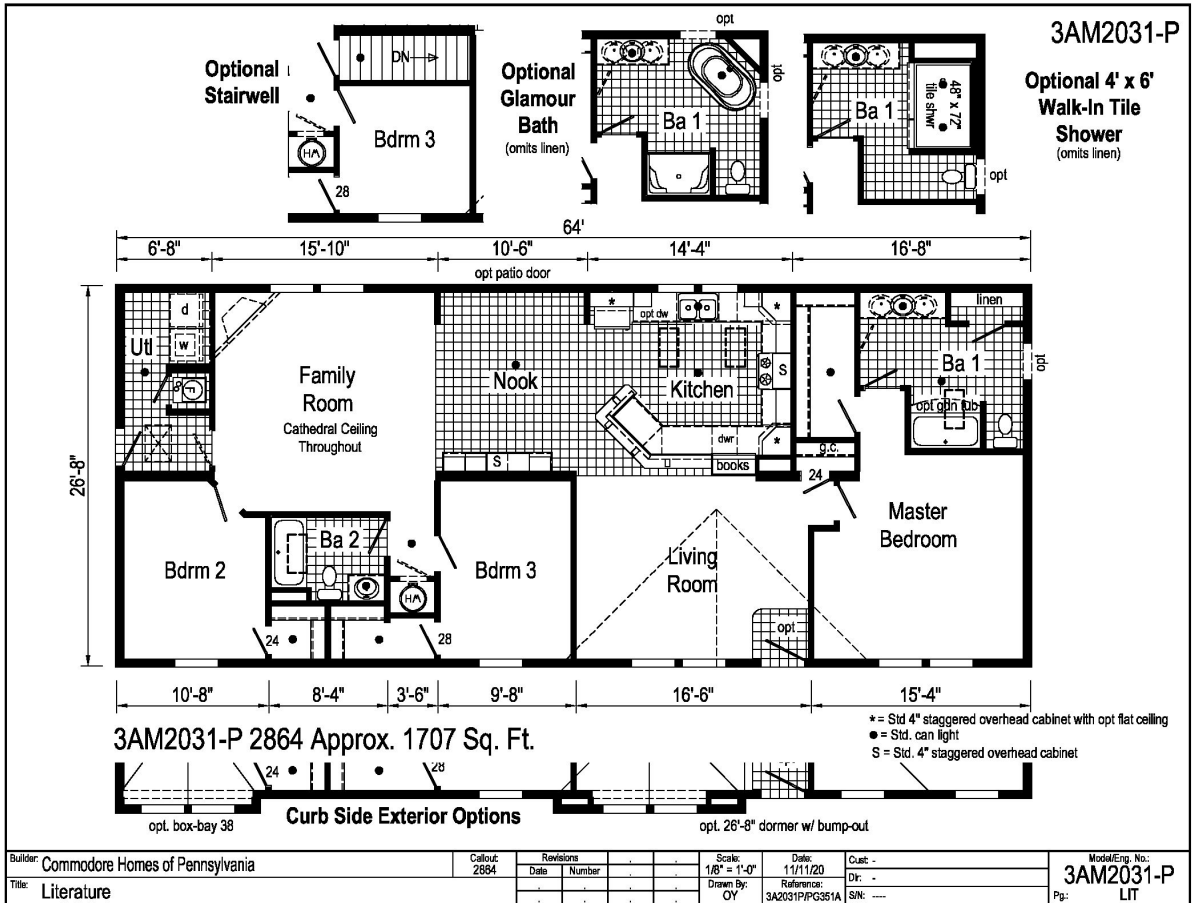 3AM2031-P
Optional
Stairwell
DN
Bdrm 3
HW
28
Optional
Glamour
Bath
(omits linen)
opt
opt
Ba 1
Ba 1
48" x 72"
tile shwr
opt
Optional 4' x 6'
Walk-In Tile
Shower
(omits linen)
64'
6'-8"
15'-10"
10'-6"
14'-4"
16'-8"
opt patio door
26'-8"
Utl
d
w
F
Family
Room
Cathedral Ceiling
Throughout
Nook
S
*
opt dw
*
Kitchen
S
dwr
*
books
g.c.
24
linen
Ba 1
opt
opt gdn tub
Master
Bedroom
Bdrm 2
Ba 2
HW
Bdrm 3
Living
Room
opt
24
28
10'-8"
8'-4"
3'-6"
9'-8"
16'-6"
15'-4"
3AM2031-P 2864 Approx. 1707 Sq. Ft.
* = Std 4" staggered overhead cabinet with opt flat ceiling
● = Std. can light
S = Std. 4" staggered overhead cabinet
24
28
opt
opt. box-bay 38
Curb Side Exterior Options
opt. 26'-8" dormer w/ bump-out
Builder: Commodore Homes of Pennsylvania
Title: Literature
Callout:
2864
Revisions
Date Number
Scale:
1/8" = 1'-0"
Drawn By:
OY
Date:
11/11/20
Reference:
3A2031P/PG351A
Cust: -
Dir: -
S/N: ----
Model/Eng. No.:
3AM2031-P
Pg.: LIT